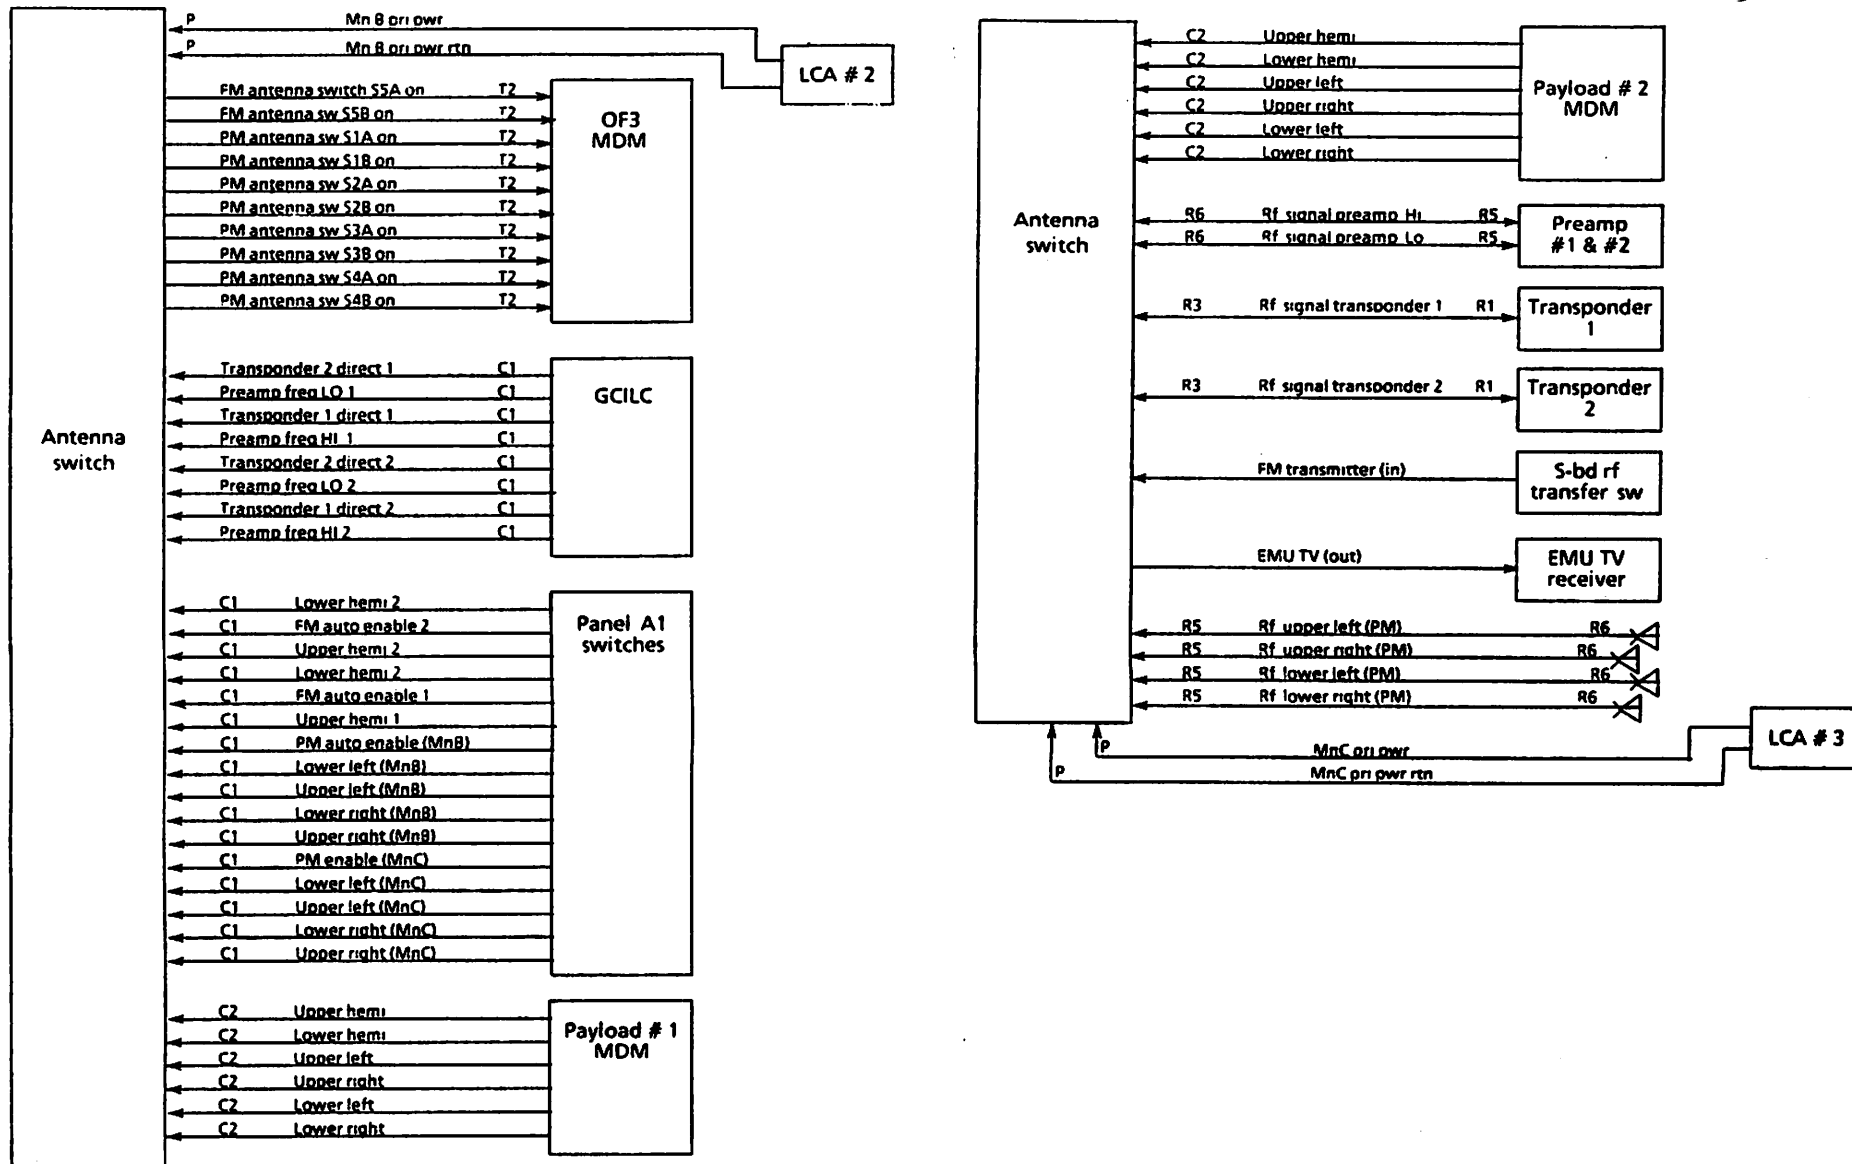 P Mn B pri pwr
P Mn B pri pwr rtn
LCA # 2
FM antenna switch S5A on T2
FM antenna sw S5B on T2
PM antenna sw S1A on T2
PM antenna sw S1B on T2
PM antenna sw S2A on T2
PM antenna sw S2B on T2
PM antenna sw S3A on T2
PM antenna sw S3B on T2
PM antenna sw S4A on T2
PM antenna sw S4B on T2
OF3
MDM
Transponder 2 direct 1 C1
Preamp freq LO 1 C1
Transponder 1 direct 1 C1
Preamp freq HI 1 C1
Transponder 2 direct 2 C1
Preamp freq LO 2 C1
Transponder 1 direct 2 C1
Preamp freq HI 2 C1
GCILC
Antenna
switch
C1 Lower hemi 2
C1 FM auto enable 2
C1 Upper hemi 2
C1 Lower hemi 2
C1 FM auto enable 1
C1 Upper hemi 1
C1 PM auto enable (MnB)
C1 Lower left (MnB)
C1 Upper left (MnB)
C1 Lower right (MnB)
C1 Upper right (MnB)
C1 PM enable (MnC)
C1 Lower left (MnC)
C1 Upper left (MnC)
C1 Lower right (MnC)
C1 Upper right (MnC)
Panel A1
switches
C2 Upper hemi
C2 Lower hemi
C2 Upper left
C2 Upper right
C2 Lower left
C2 Lower right
Payload # 1
MDM
C2 Upper hemi
C2 Lower hemi
C2 Upper left
C2 Upper right
C2 Lower left
C2 Lower right
Payload # 2
MDM
Antenna
switch
R6 Rf signal preamp Hi R5
R6 Rf signal preamp Lo R5
Preamp
#1 & #2
R3 Rf signal transponder 1 R1
Transponder
1
R3 Rf signal transponder 2 R1
Transponder
2
FM transmitter (in)
S-bd rf
transfer sw
EMU TV (out)
EMU TV
receiver
R5 Rf upper left (PM) R6
R5 Rf upper right (PM) R6
R5 Rf lower left (PM) R6
R5 Rf lower right (PM) R6
P MnC pri pwr
P MnC pri pwr rtn
LCA # 3